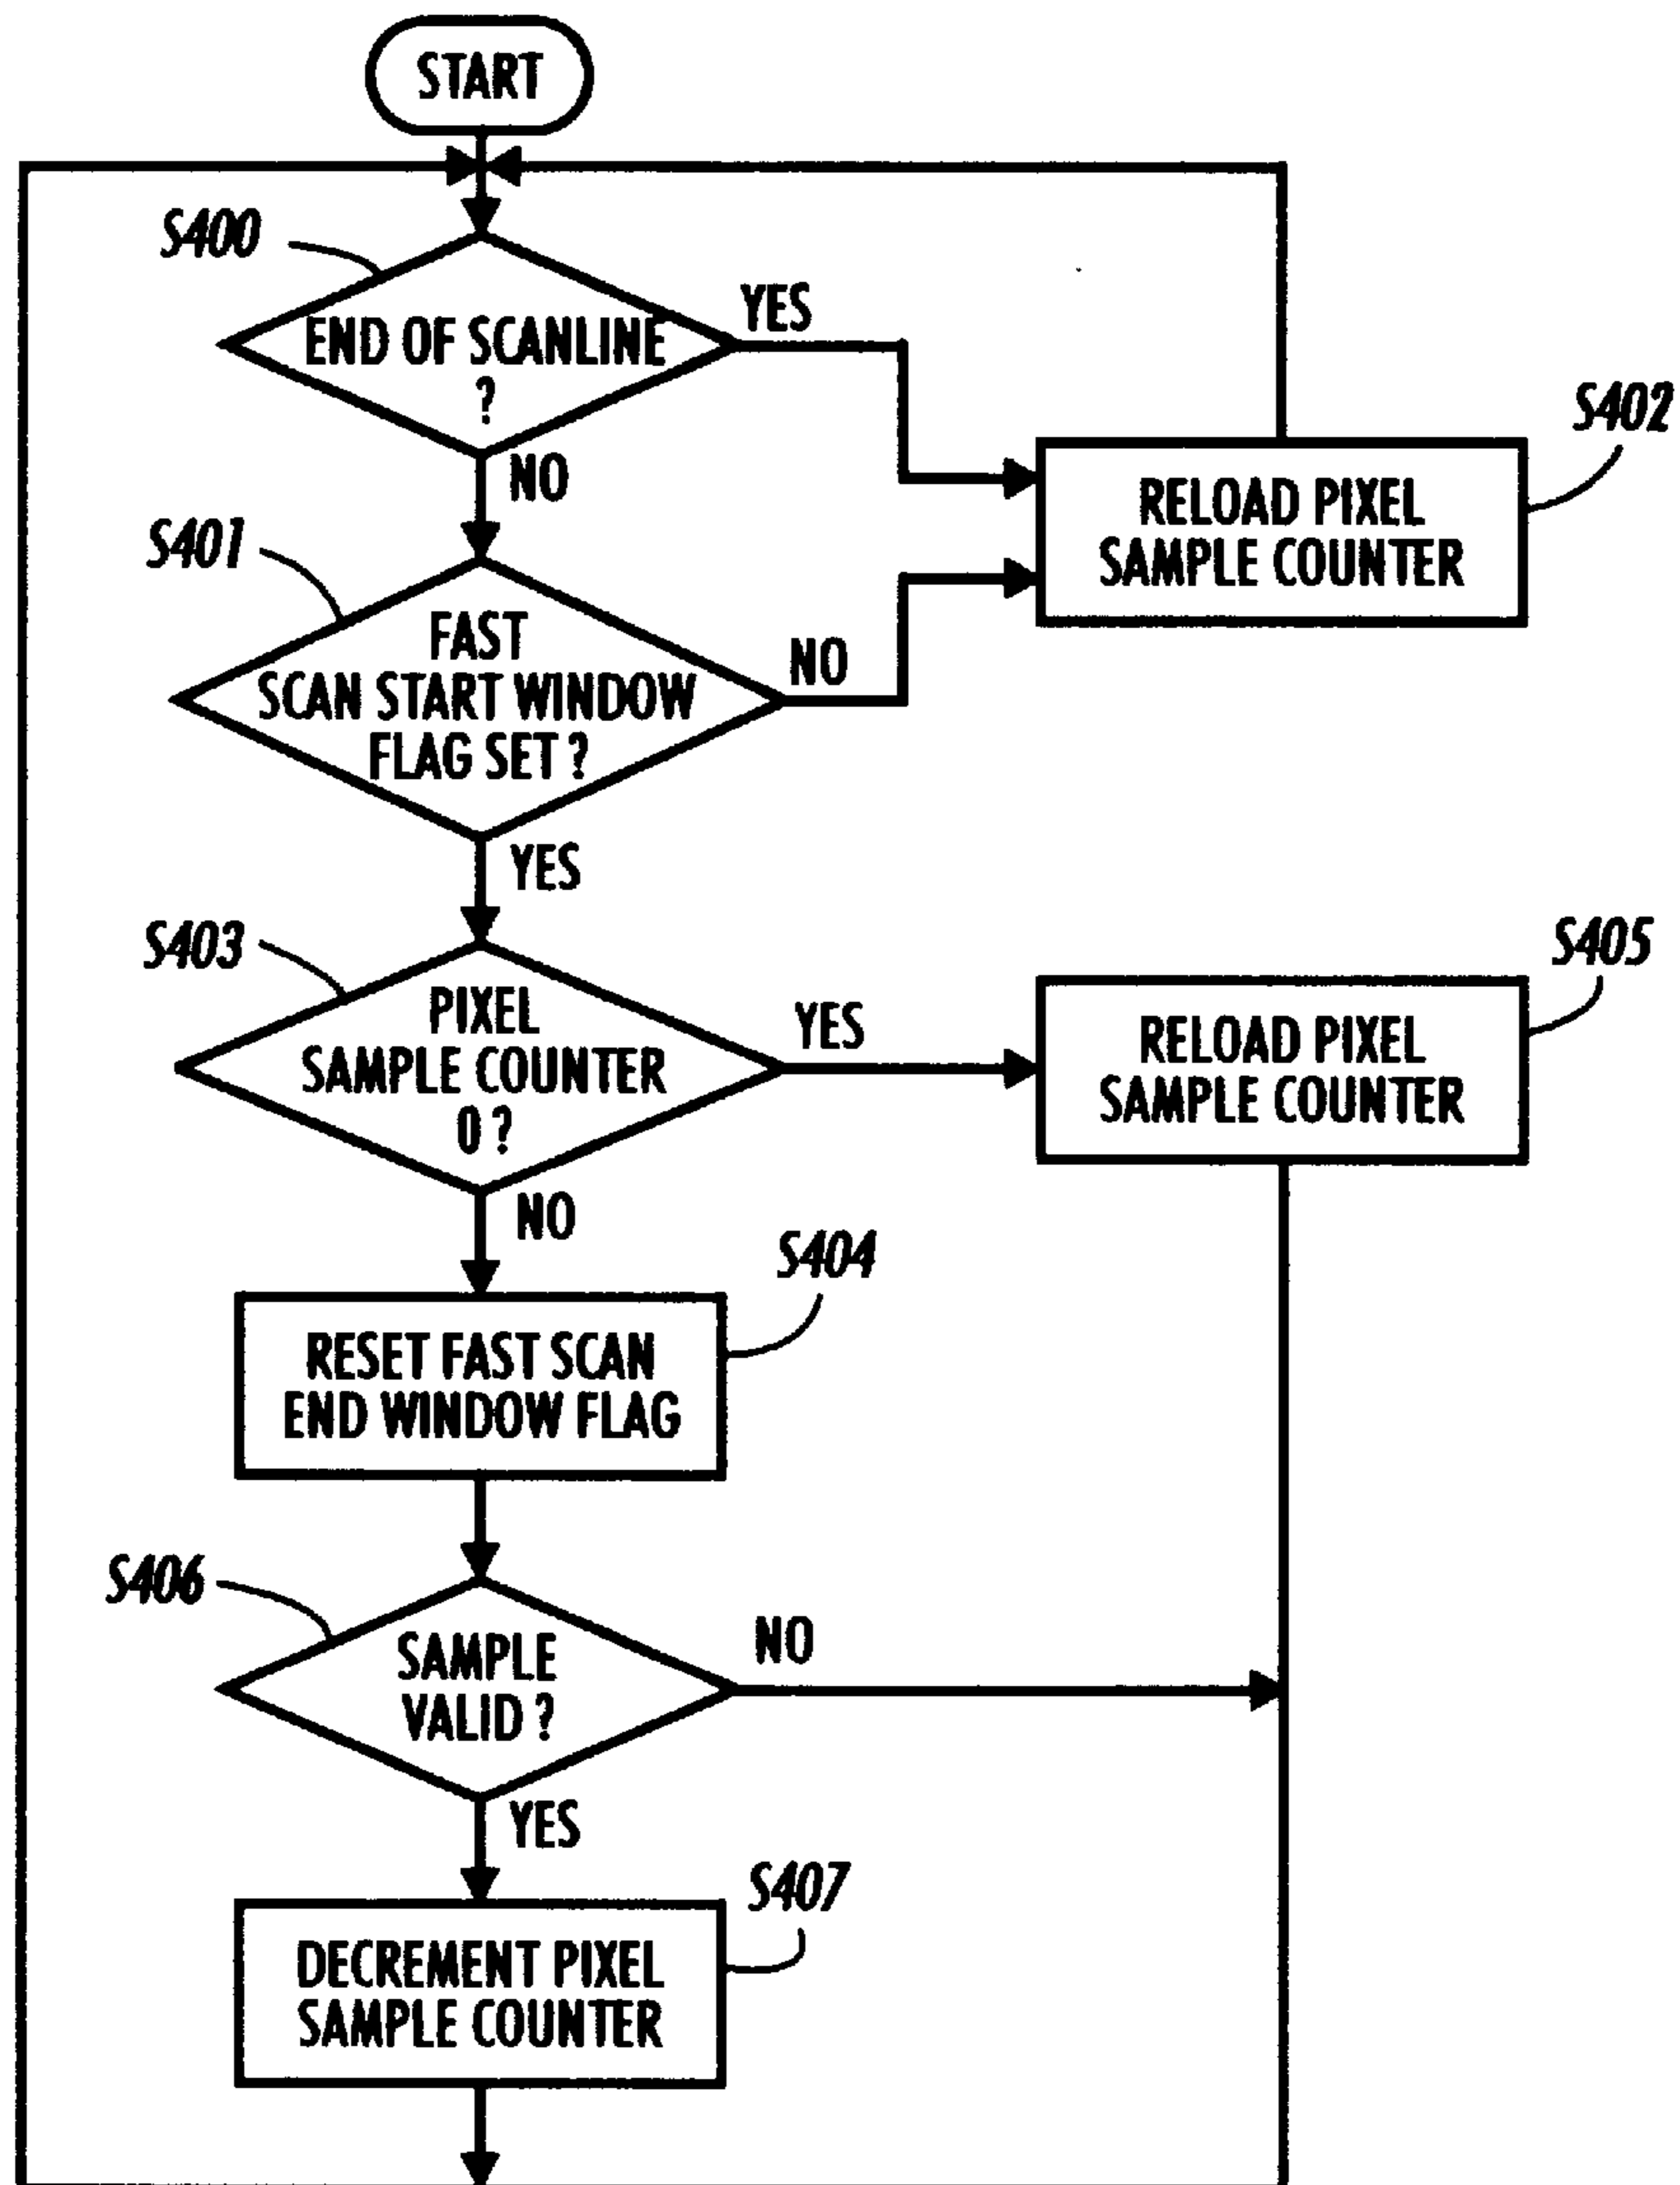 START
S400
END OF SCANLINE
?
YES
NO
S402
RELOAD PIXEL
SAMPLE COUNTER
S401
FAST
SCAN START WINDOW
FLAG SET ?
NO
YES
S403
PIXEL
SAMPLE COUNTER
0 ?
YES
NO
S405
RELOAD PIXEL
SAMPLE COUNTER
S404
RESET FAST SCAN
END WINDOW FLAG
S406
SAMPLE
VALID ?
NO
YES
S407
DECREMENT PIXEL
SAMPLE COUNTER